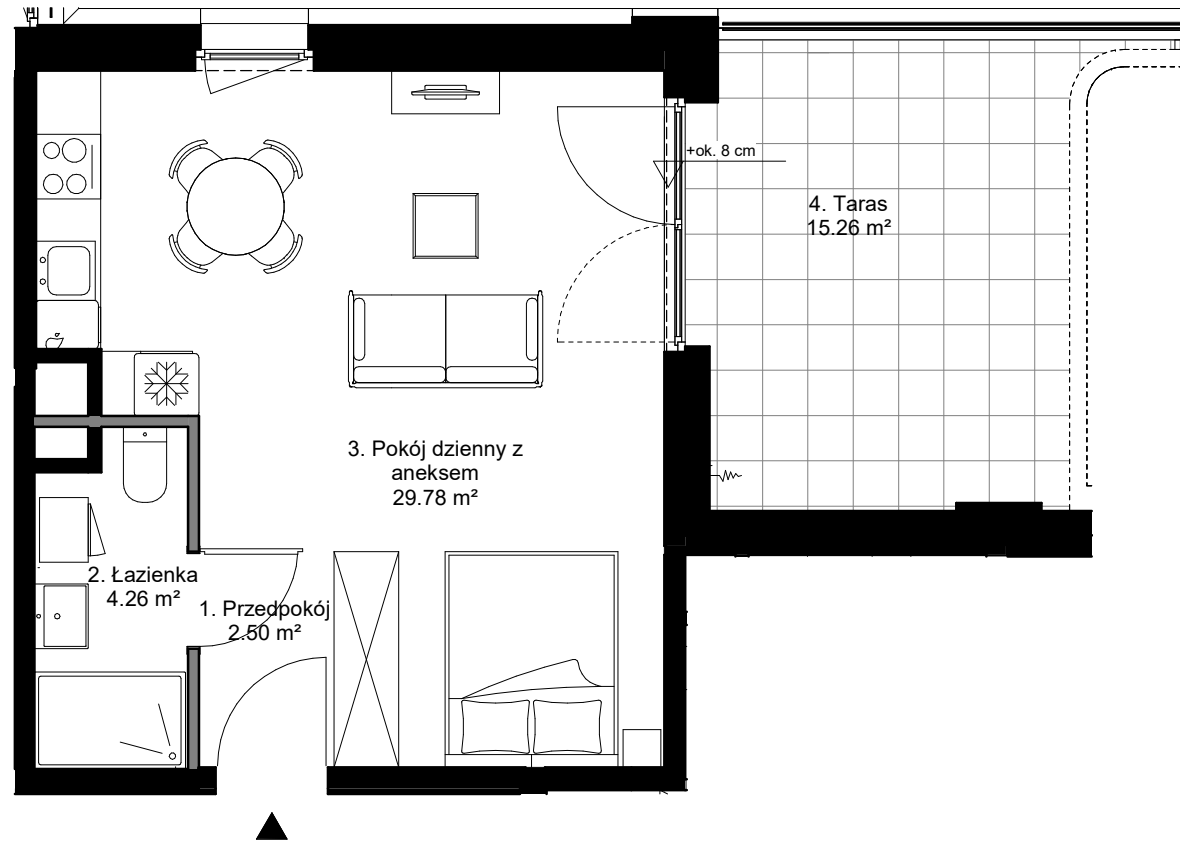 +ok. 8 cm
4. Taras
15.26 m²
3. Pokój dzienny z
aneksem
29.78 m²
2. Łazienka
4.26 m²
1. Przedpokój
2.50 m²